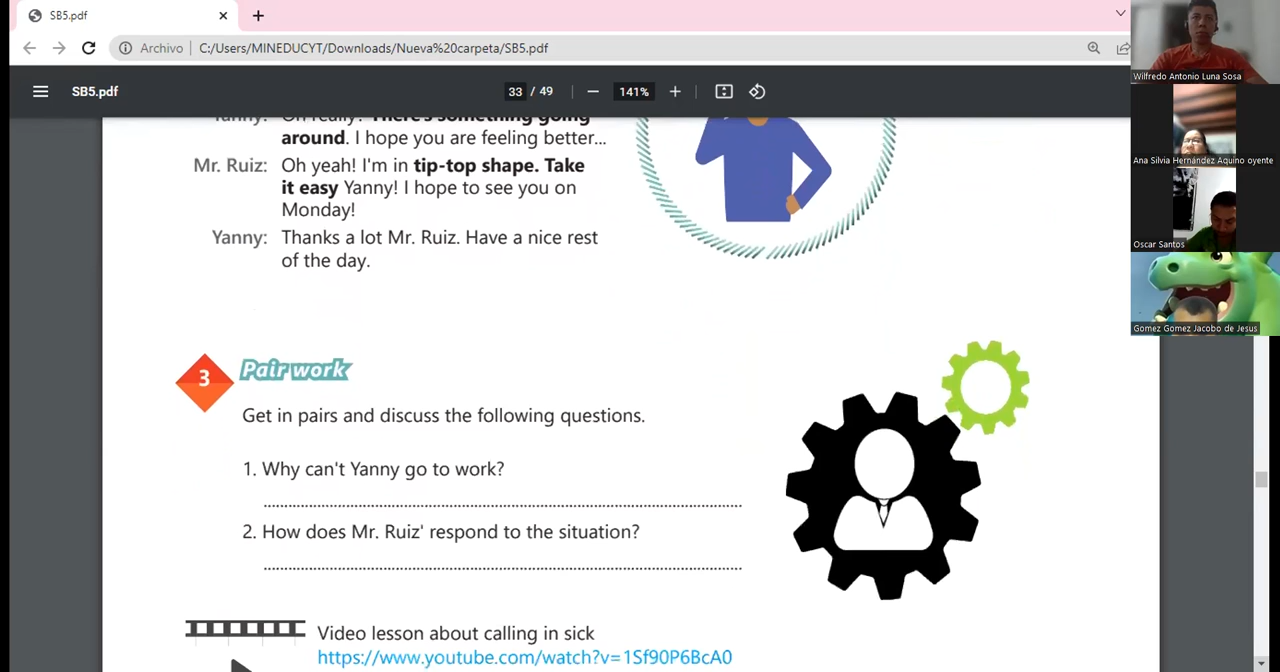 SB5.pdf
Archivo
C:/Users/MINEDUCYT/Downloads/Nueva%20carpeta/SB5.pdf
SB5.pdf
33 / 49
141%
Wilfredo Antonio Luna Sosa
Ana Silvia Hernández Aquino oyente
Oscar Santos
Gomez Gomez Jacobo de Jesus
around. I hope you are feeling better...
Mr. Ruiz: Oh yeah! I'm in tip-top shape. Take
it easy Yanny! I hope to see you on
Monday!
Yanny: Thanks a lot Mr. Ruiz. Have a nice rest
of the day.
3 Pair work
Get in pairs and discuss the following questions.
1. Why can't Yanny go to work?
2. How does Mr. Ruiz' respond to the situation?
Video lesson about calling in sick
https://www.youtube.com/watch?v=1Sf90P6BcA0